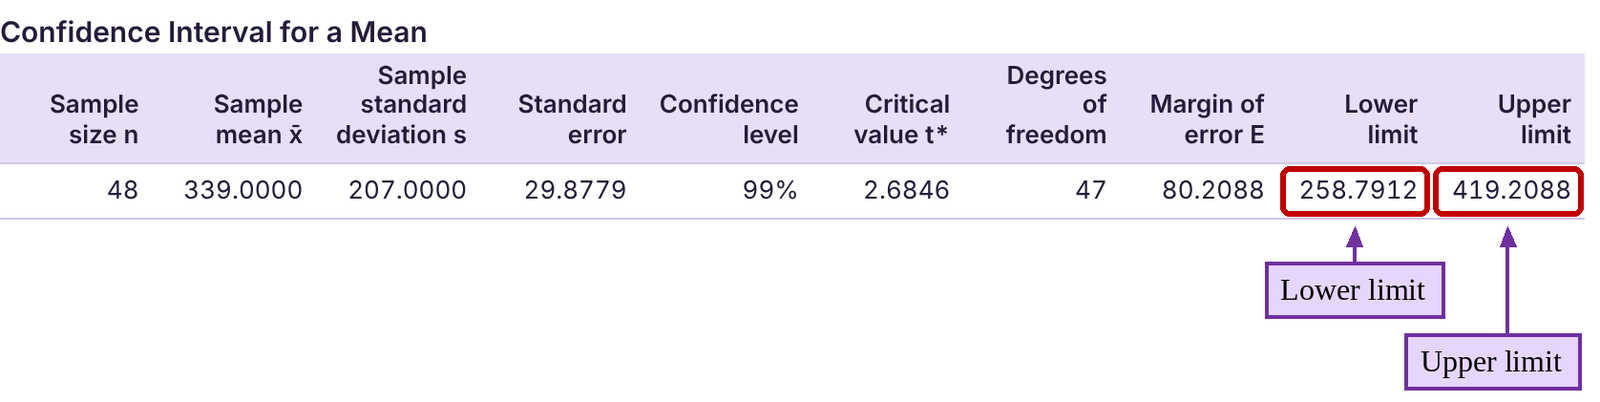 Confidence Interval for a Mean
Sample size n	Sample mean x̄	Sample standard deviation s	Standard error	Confidence level	Critical value t*	Degrees of freedom	Margin of error E	Lower limit	Upper limit
48	339.0000	207.0000	29.8779	99%	2.6846	47	80.2088	258.7912	419.2088
Lower limit
Upper limit